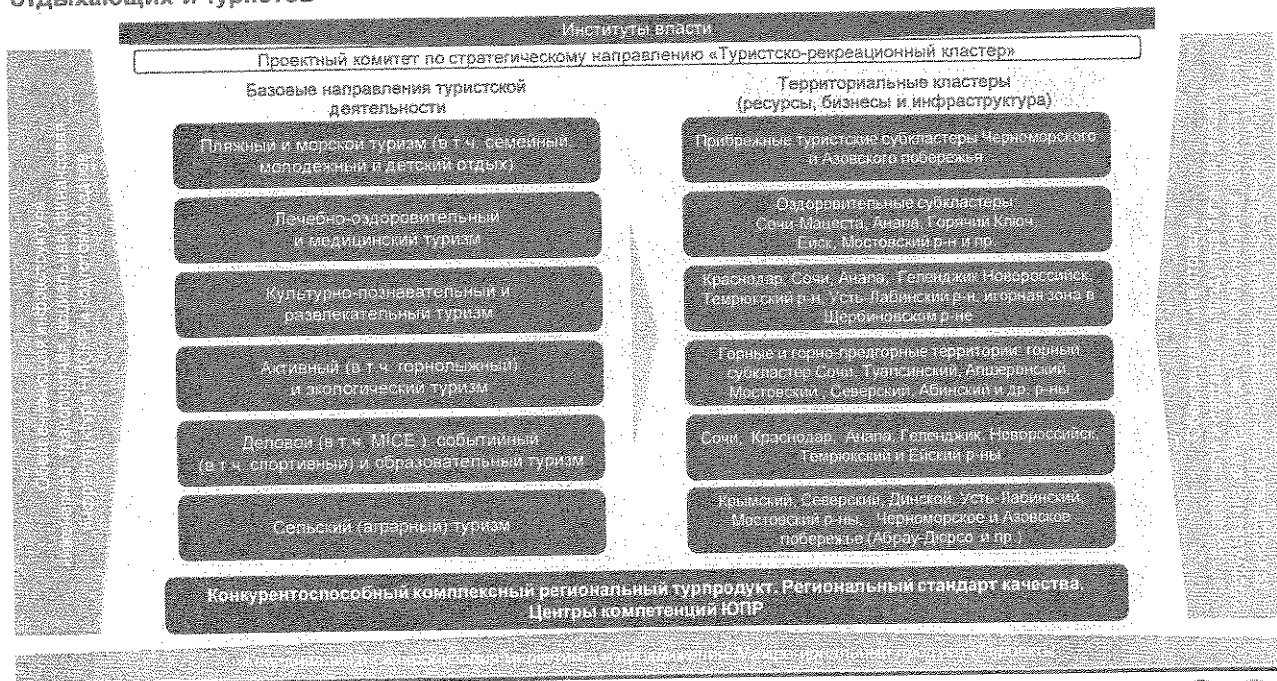 отдыхающих и туристов
Институты власти
Проектный комитет по стратегическому направлению «Туристско-рекреационный кластер»
Базовые направления туристской
деятельности
Пляжный и морской туризм (в т.ч. семейный,
молодежный и детский отдых)
Лечебно-оздоровительный
и медицинский туризм
Культурно-познавательный и
развлекательный туризм
Активный (в т.ч. горнолыжный)
и экологический туризм
Деловой (в т.ч. MICE ), событийный
(в т.ч. спортивный) и образовательный туризм
Сельский (аграрный) туризм
Территориальные кластеры
(ресурсы, бизнесы и инфраструктура)
Прибрежные туристские субкластеры Черноморского
и Азовского побережья
Оздоровительные субкластеры
Сочи-Мацеста, Анапа, Горячий Ключ
Ейск, Мостовский р-н и пр.
Краснодар, Сочи, Анапа, Геленджик Новороссийск,
Темрюкский р-н, Усть-Лабинский р-н, игорная зона в
Щербиновском р-не
Горные и горно-предгорные территории: горный
субкластер Сочи, Туапсинский, Апшеронский,
Мостовский, Северский, Абинский и др. р-ны
Сочи, Краснодар, Анапа, Геленджик, Новороссийск,
Темрюкский и Ейский р-ны
Крымский, Северский, Динской, Усть-Лабинский,
Мостовский р-ны, Черноморское и Азовское
побережье (Абрау-Дюрсо и пр.)
Конкурентоспособный комплексный региональный турпродукт. Региональный стандарт качества.
Центры компетенций ЮПР